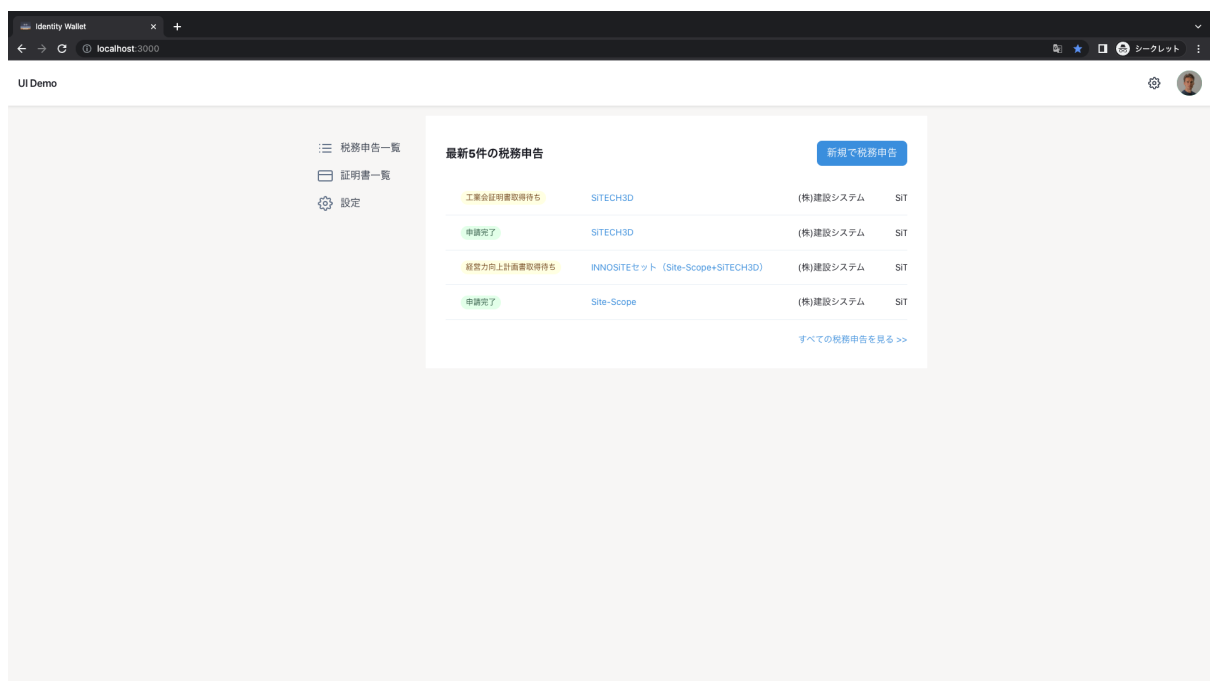 Identity Wallet
localhost:3000
シークレット
UI Demo
税務申告一覧
証明書一覧
設定
最新5件の税務申告
新規で税務申告
工業会証明書取得待ち SiTECH3D (株)建設システム SiT
申請完了 SiTECH3D (株)建設システム SiT
経営力向上計画書取得待ち INNOSiTEセット（Site-Scope+SiTECH3D） (株)建設システム SiT
申請完了 Site-Scope (株)建設システム SiT
すべての税務申告を見る >>